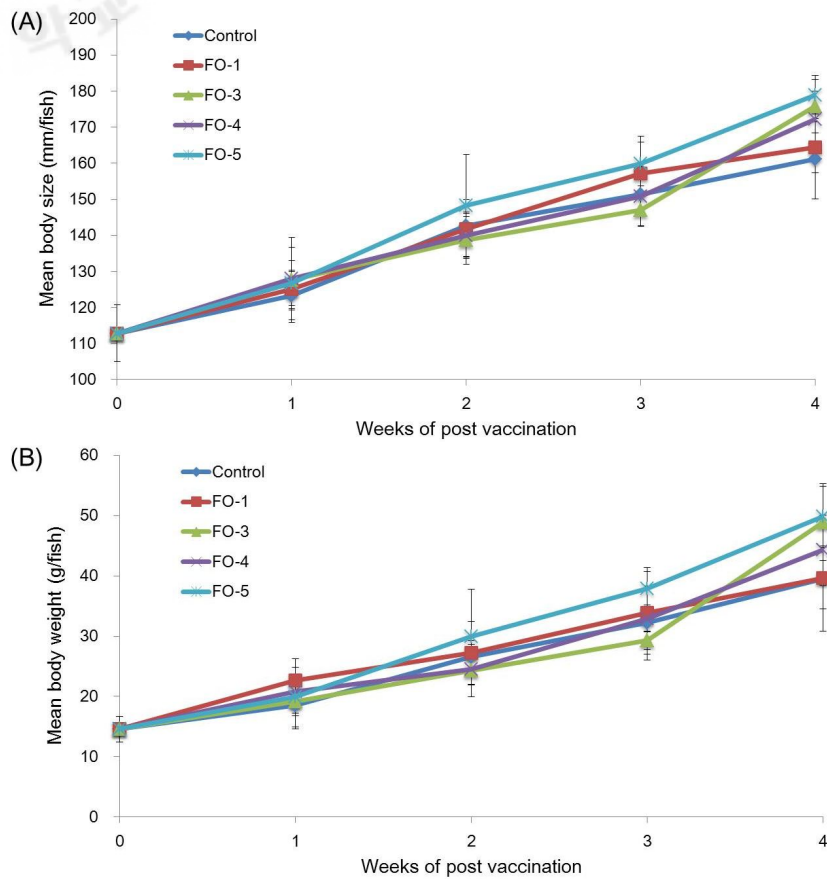 (A)
200
190
180
170
160
150
140
130
120
110
100
Mean body size (mm/fish)
Control
FO-1
FO-3
FO-4
FO-5
0 1 2 3 4
Weeks of post vaccination
(B)
60
50
40
30
20
10
0
Mean body weight (g/fish)
Control
FO-1
FO-3
FO-4
FO-5
0 1 2 3 4
Weeks of post vaccination